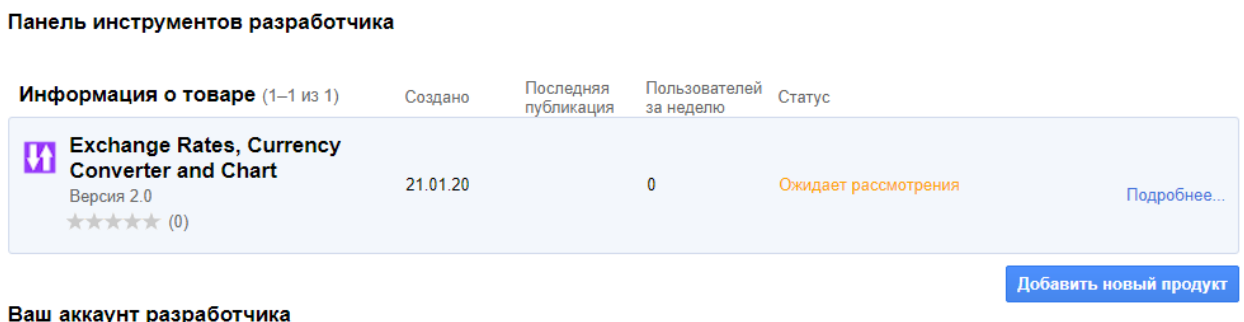 Панель инструментов разработчика
Информация о товаре (1–1 из 1)
Создано
Последняя
публикация
Пользователей
за неделю
Статус
Exchange Rates, Currency
Converter and Chart
Версия 2.0
(0)
21.01.20
0
Ожидает рассмотрения
Подробнее...
Добавить новый продукт
Ваш аккаунт разработчика